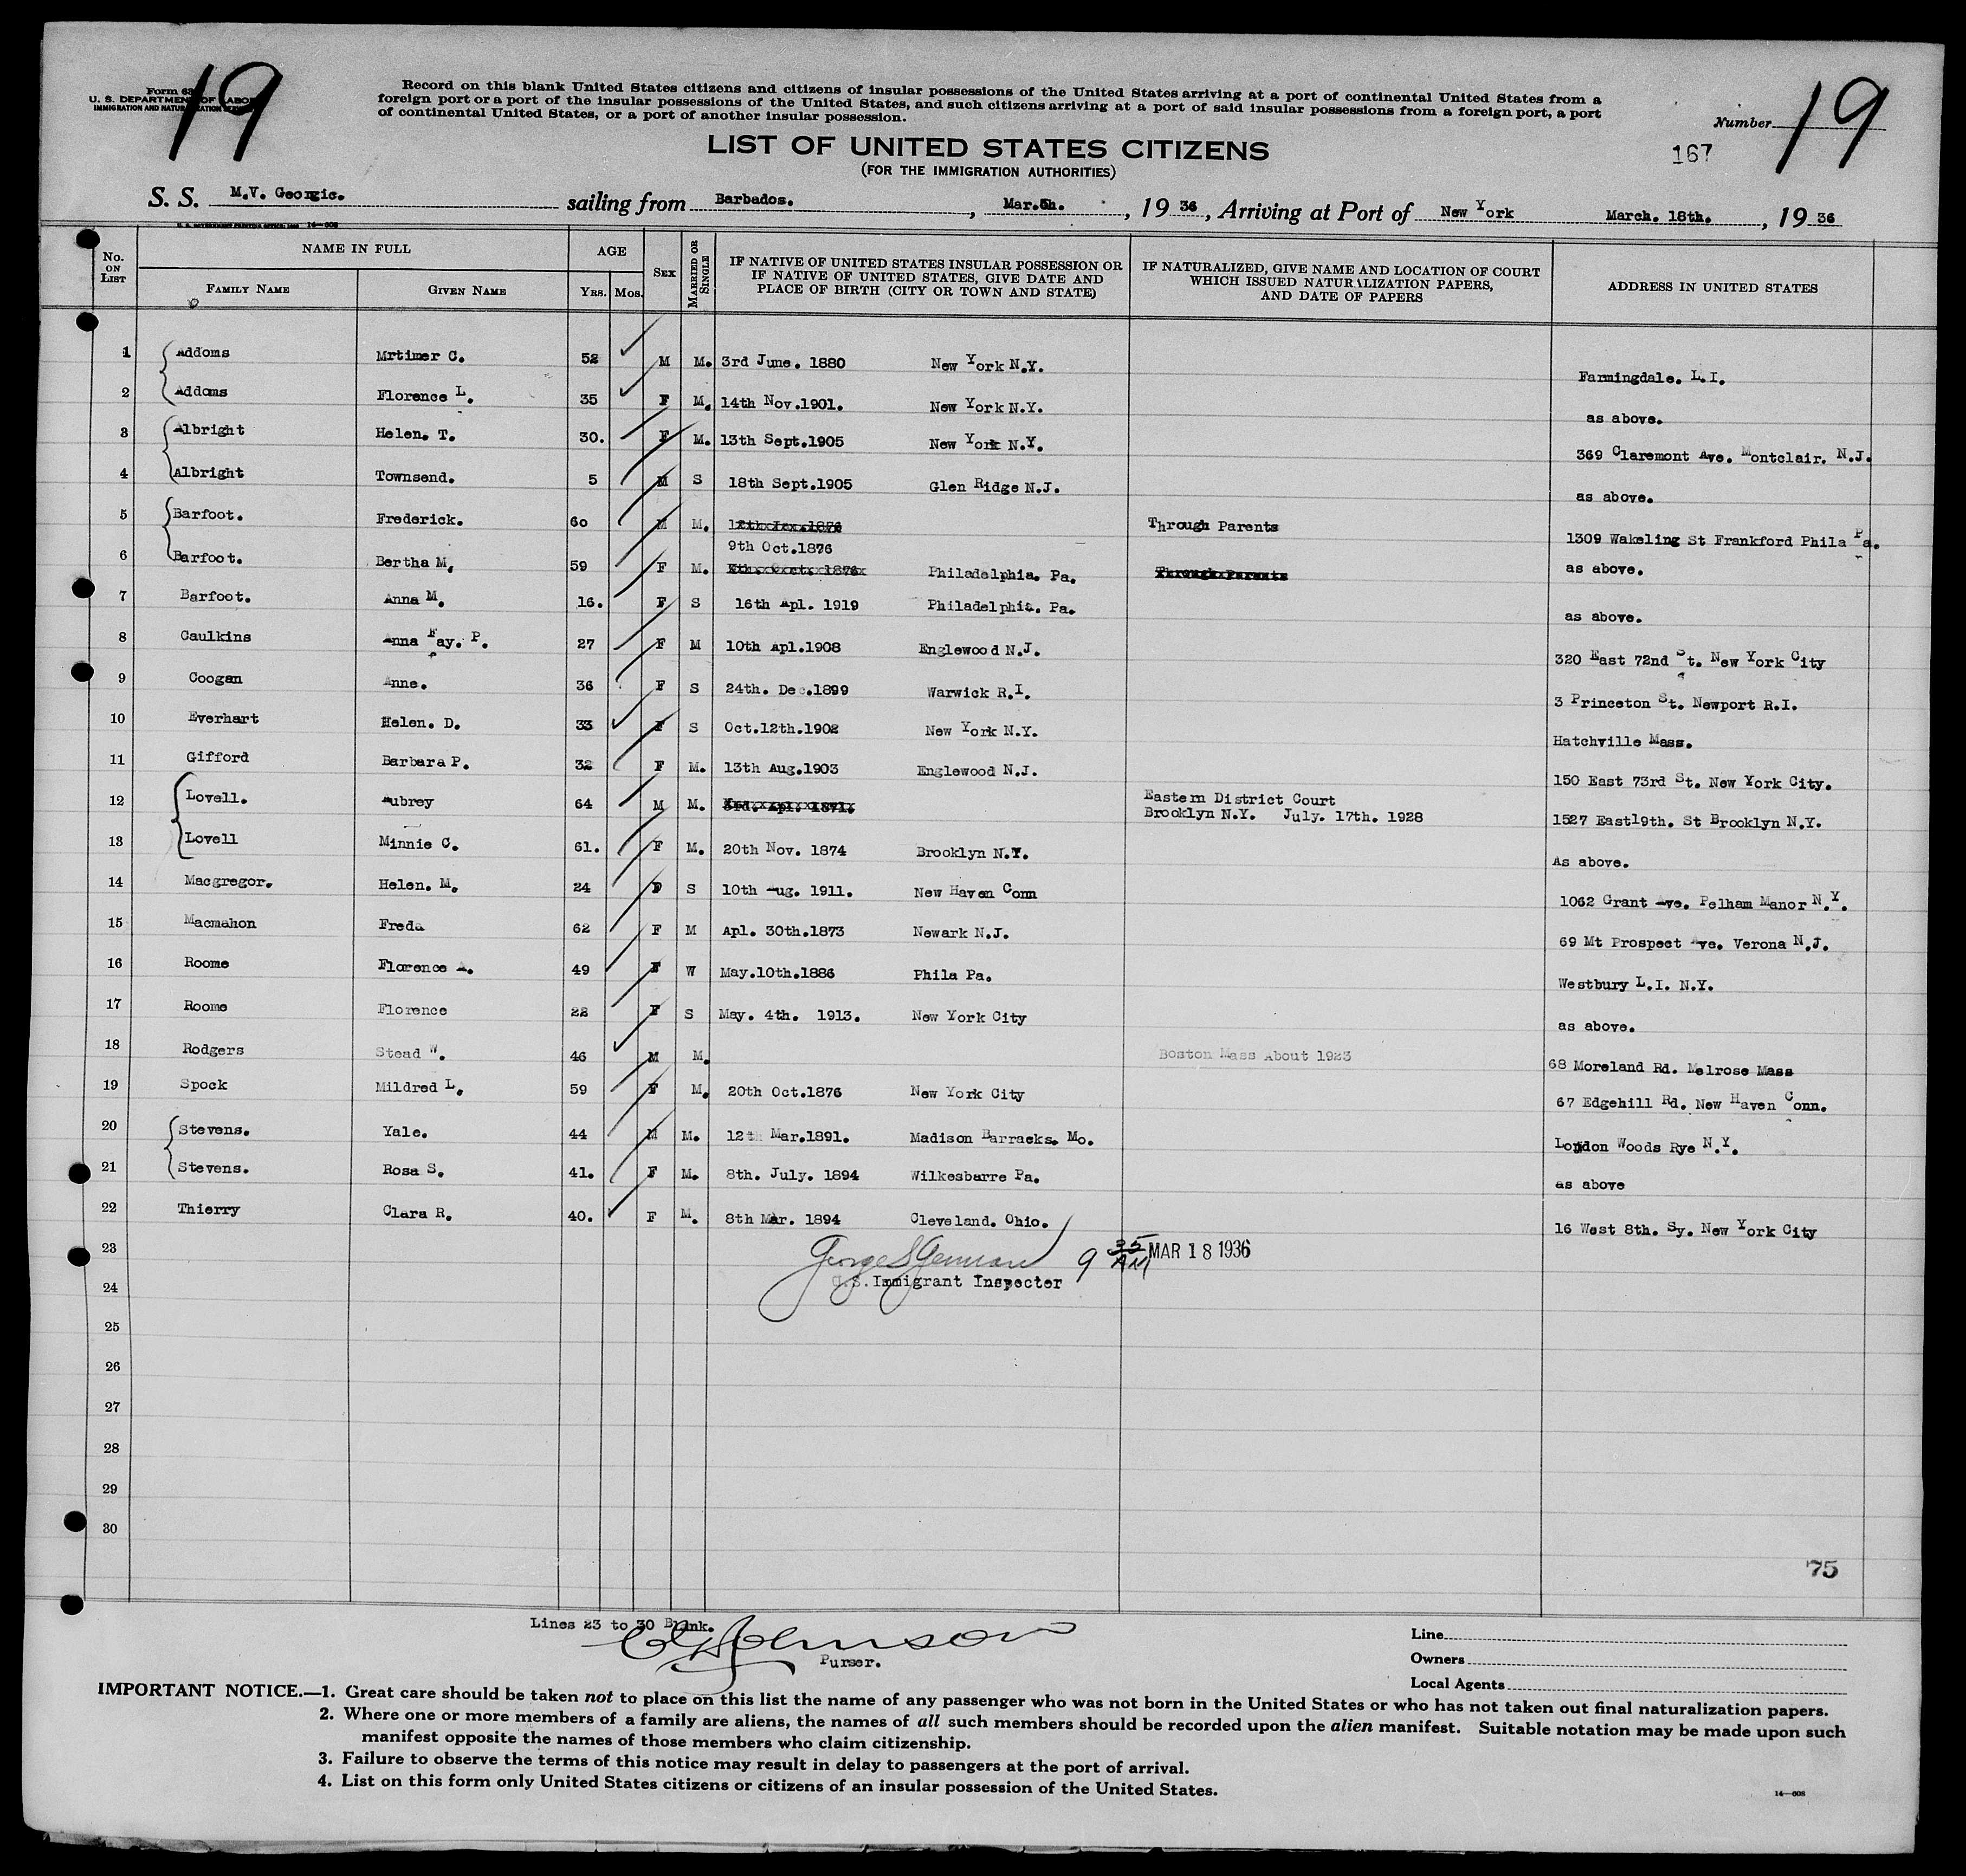 19
Form 63
U. S. DEPARTMENT OF LABOR
IMMIGRATION AND NATURALIZATION SERVICE
Record on this blank United States citizens and citizens of insular possessions of the United States arriving at a port of continental United States from a
foreign port or a port of the insular possessions of the United States, and such citizens arriving at a port of said insular possessions from a foreign port, a port
of continental United States, or a port of another insular possession.
Number 19
167
LIST OF UNITED STATES CITIZENS
(FOR THE IMMIGRATION AUTHORITIES)
S. S. M.V. Georgic. sailing from Barbados. , Mar.5h. , 19 36 , Arriving at Port of New York March. 18th. , 19 36
No. ON LIST NAME IN FULL FAMILY NAME GIVEN NAME AGE YRS. MOS. SEX MARRIED OR SINGLE IF NATIVE OF UNITED STATES INSULAR POSSESSION OR IF NATIVE OF UNITED STATES, GIVE DATE AND PLACE OF BIRTH (CITY OR TOWN AND STATE) IF NATURALIZED, GIVE NAME AND LOCATION OF COURT WHICH ISSUED NATURALIZATION PAPERS, AND DATE OF PAPERS ADDRESS IN UNITED STATES
1 Addoms Mrtimer C. 52 M M. 3rd June. 1880 New York N.Y. Farmingdale. L.I.
2 Addoms Florence L. 35 F M. 14th Nov.1901. New York N.Y. as above.
3 Albright Helen. T. 30. F M. 13th Sept.1905 New York N.Y. 369 Claremont Ave. Montclair. N.J.
4 Albright Townsend. 5 M S 18th Sept.1905 Glen Ridge N.J. as above.
5 Barfoot. Frederick. 60 M M. Through Parents 1309 Wakeling St Frankford Phila Pa.
9th Oct.1876
6 Barfoot. Bertha M. 59 F M. 8th. Oct. 1876 Philadelphia. Pa. Through Parents as above.
7 Barfoot. Anna M. 16. F S 16th Apl. 1919 Philadelphia. Pa. as above.
8 Caulkins Anna Fay. P. 27 F M 10th Apl.1908 Englewood N.J. 320 East 72nd St. New York City
9 Coogan Anne. 36 F S 24th. Dec.1899 Warwick R.I. 3 Princeton St. Newport R.I.
10 Everhart Helen. D. 33 F S Oct.12th.1902 New York N.Y. Hatchville Mass.
11 Gifford Barbara P. 32 F M. 13th Aug.1903 Englewood N.J. 150 East 73rd St. New York City.
12 Lovell. Aubrey 64 M M. 3rd. Apl. 1871. Eastern District Court
Brooklyn N.Y. July. 17th. 1928 1527 East19th. St Brooklyn N.Y.
13 Lovell Minnie C. 61. F M. 20th Nov. 1874 Brooklyn N.Y. As above.
14 Macgregor. Helen. M. 24 F S 10th Aug. 1911. New Haven Conn 1062 Grant Ave. Pelham Manor N.Y.
15 Macmahon Freda 62 F M Apl. 30th.1873 Newark N.J. 69 Mt Prospect Ave. Verona N.J.
16 Roome Florence A. 49 F W May.10th.1886 Phila Pa. Westbury L.I. N.Y.
17 Roome Florence 22 F S May. 4th. 1913. New York City as above.
18 Rodgers Stead W. 46 M M. Boston Mass About 1923 68 Moreland Rd. Melrose Mass
19 Spock Mildred L. 59 F M. 20th Oct.1876 New York City 67 Edgehill Rd. New Haven Conn.
20 Stevens. Yale. 44 M M. 12th Mar.1891. Madison Barracks. Mo. London Woods Rye N.Y.
21 Stevens. Rosa S. 41. F M. 8th. July. 1894 Wilkesbarre Pa. as above
22 Thierry Clara R. 40. F M. 8th Mar. 1894 Cleveland. Ohio. 16 West 8th. Sy. New York City
23 9 35 AM MAR 18 1936
U.S. Immigrant Inspector
24
25
26
27
28
29
30
75
Lines 23 to 30 Blank.
Johnson
Purser.
Line
Owners
Local Agents
IMPORTANT NOTICE.—1. Great care should be taken not to place on this list the name of any passenger who was not born in the United States or who has not taken out final naturalization papers.
2. Where one or more members of a family are aliens, the names of all such members should be recorded upon the alien manifest. Suitable notation may be made upon such
manifest opposite the names of those members who claim citizenship.
3. Failure to observe the terms of this notice may result in delay to passengers at the port of arrival.
4. List on this form only United States citizens or citizens of an insular possession of the United States.
14—608